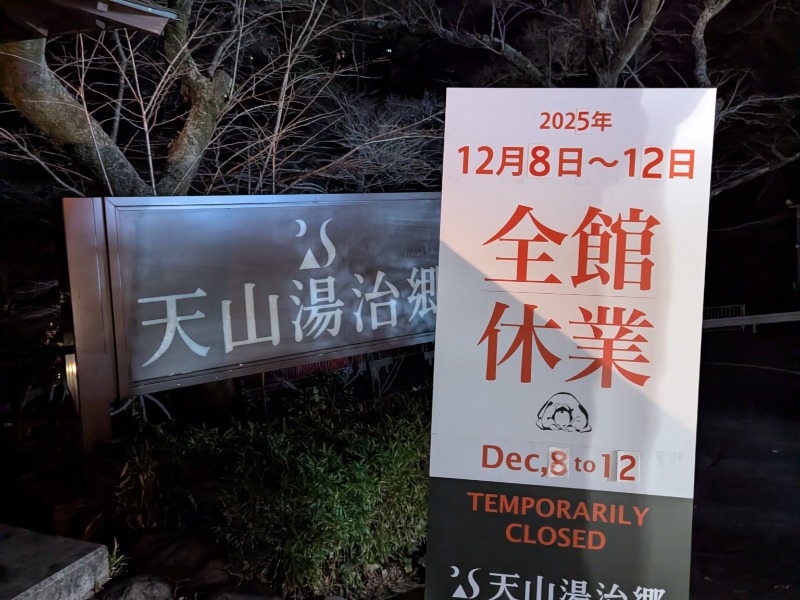 天山湯治郷
2025年
12月8日～12日
全館
休業
Dec,8 to 12
TEMPORARILY
CLOSED
天山湯治郷